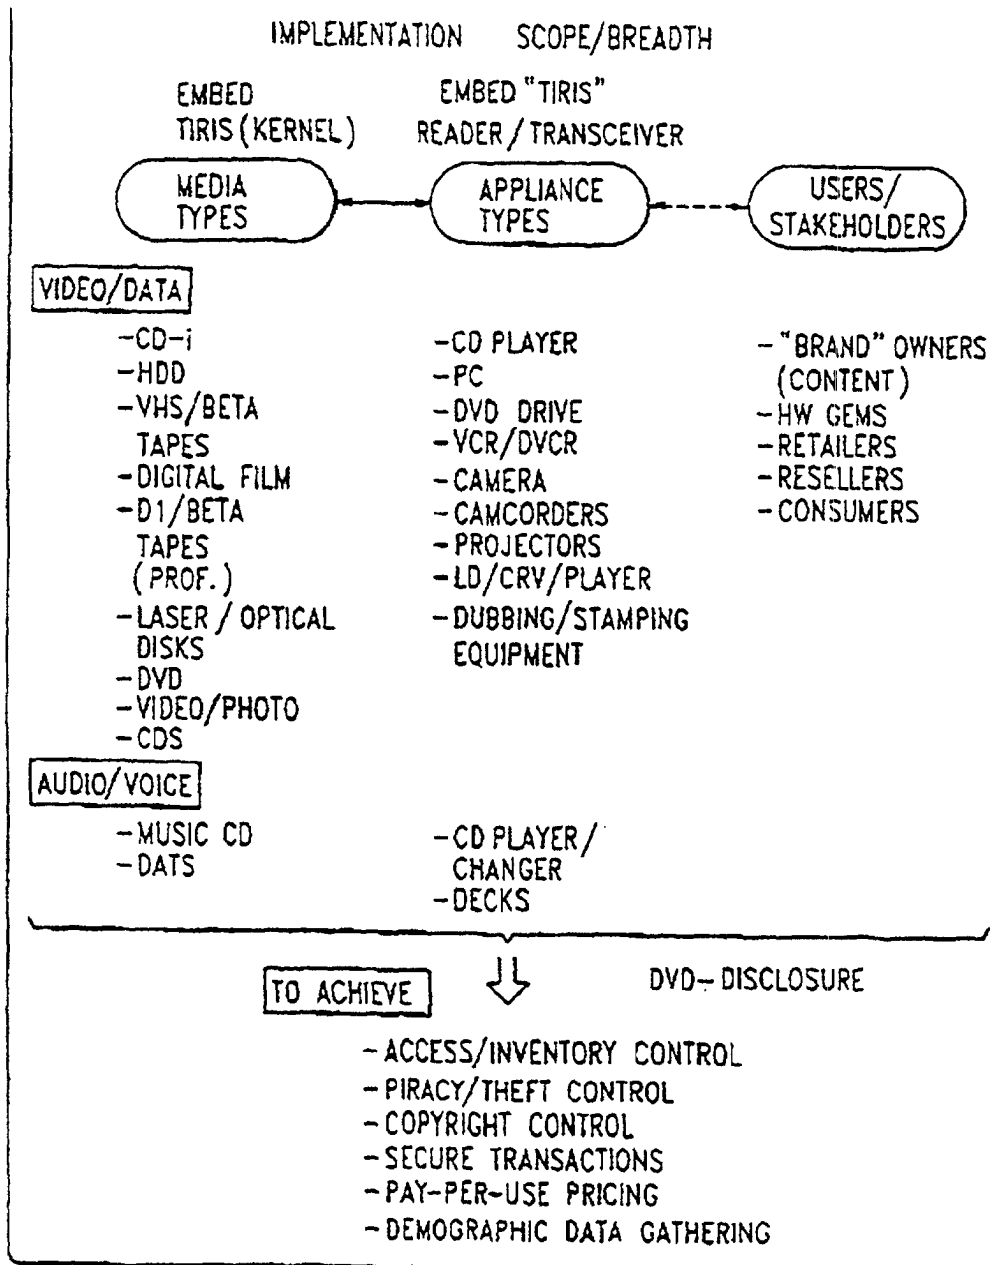 IMPLEMENTATION SCOPE/BREADTH
EMBED
TIRIS (KERNEL)
EMBED "TIRIS"
READER/TRANSCEIVER
MEDIA
TYPES
APPLIANCE
TYPES
USERS/
STAKEHOLDERS
VIDEO/DATA
-CD-i
-HDD
-VHS/BETA
TAPES
-DIGITAL FILM
-D1/BETA
TAPES
(PROF.)
-LASER / OPTICAL
DISKS
-DVD
-VIDEO/PHOTO
-CDS
-CD PLAYER
-PC
-DVD DRIVE
-VCR/DVCR
-CAMERA
-CAMCORDERS
-PROJECTORS
-LD/CRV/PLAYER
-DUBBING/STAMPING
EQUIPMENT
-"BRAND" OWNERS
(CONTENT)
-HW GEMS
-RETAILERS
-RESELLERS
-CONSUMERS
AUDIO/VOICE
-MUSIC CD
-DATS
-CD PLAYER/
CHANGER
-DECKS
TO ACHIEVE
DVD-DISCLOSURE
-ACCESS/INVENTORY CONTROL
-PIRACY/THEFT CONTROL
-COPYRIGHT CONTROL
-SECURE TRANSACTIONS
-PAY-PER-USE PRICING
-DEMOGRAPHIC DATA GATHERING